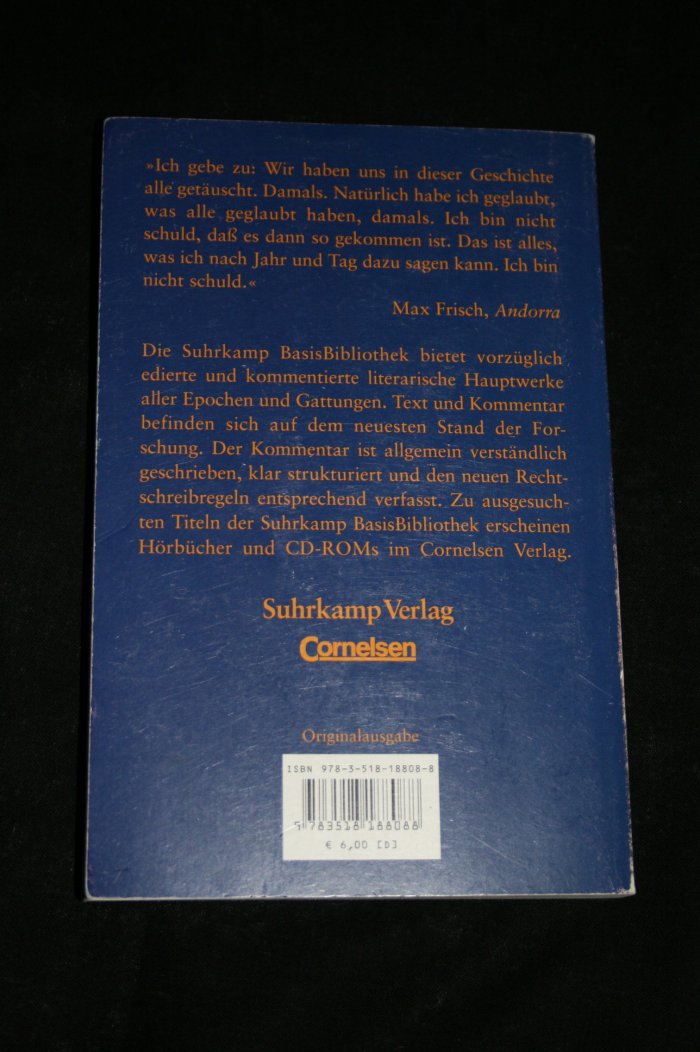 »Ich gebe zu: Wir haben uns in dieser Geschichte
alle getäuscht. Damals. Natürlich habe ich geglaubt,
was alle geglaubt haben, damals. Ich bin nicht
schuld, daß es dann so gekommen ist. Das ist alles,
was ich nach Jahr und Tag dazu sagen kann. Ich bin
nicht schuld.«
Max Frisch, Andorra
Die Suhrkamp BasisBibliothek bietet vorzüglich
edierte und kommentierte literarische Hauptwerke
aller Epochen und Gattungen. Text und Kommentar
befinden sich auf dem neuesten Stand der For-
schung. Der Kommentar ist allgemein verständlich
geschrieben, klar strukturiert und den neuen Recht-
schreibregeln entsprechend verfasst. Zu ausgesuch-
ten Titeln der Suhrkamp BasisBibliothek erscheinen
Hörbücher und CD-ROMs im Cornelsen Verlag.
Suhrkamp Verlag
Cornelsen
Originalausgabe
ISBN 978-3-518-18808-8
9 783518 188088
€ 6,00 [D]